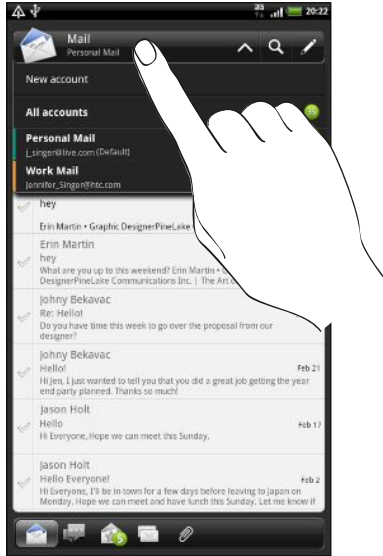 3G 20:22
Mail
Personal Mail
New account
All accounts
Personal Mail
j_singer@live.com (Default)
Work Mail
Jennifer_Singer@htc.com
hey
Erin Martin • Graphic DesignerPineLake
Erin Martin
hey
What are you up to this weekend? Erin Martin •
DesignerPineLake Communications Inc. | The Art
Johny Bekavac
Re: Hello!
Do you have time this week to go over the proposal from our
designer?
Johny Bekavac
Hello! Feb 21
Hi Jen, I just wanted to tell you that you did a great job getting the year
end party planned. Thanks so much!
Jason Holt
Hello Feb 17
Hi Everyone, Hope we can meet this Sunday.
Jason Holt
Hello Everyone! Feb 2
Hi Everyone, I'll be in town for a few days before leaving to Japan on
Monday. Hope we can meet and have lunch this Sunday. Let me know if
5